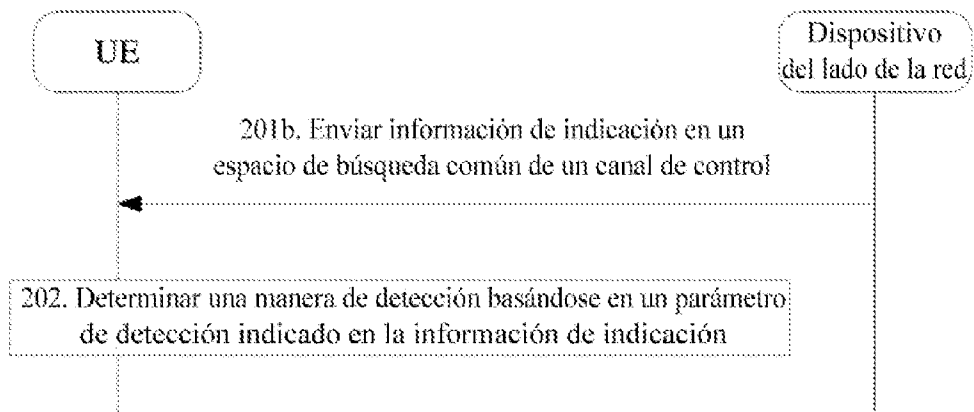 UE
Dispositivo
del lado de la red
201b. Enviar información de indicación en un
espacio de búsqueda común de un canal de control
202. Determinar una manera de detección basándose en un parámetro
de detección indicado en la información de indicación